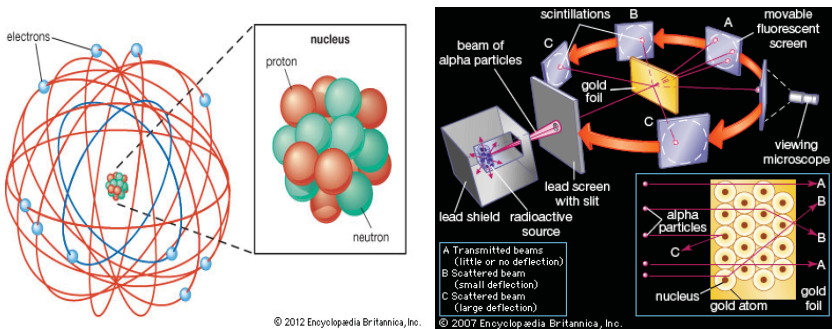 electrons
nucleus
proton
neutron
© 2012 Encyclopædia Britannica, Inc.
scintillations
B
A
movable
fluorescent
screen
beam
of alpha
particles
C
gold
foil
C
viewing
microscope
lead screen
with slit
lead shield
radioactive
source
A Transmitted beams
(little or no deflection)
B Scattered beam
(small deflection)
C Scattered beam
(large deflection)
A
B
alpha
particles
B
C
A
nucleus
gold atom
gold
foil
© 2007 Encyclopædia Britannica, Inc.